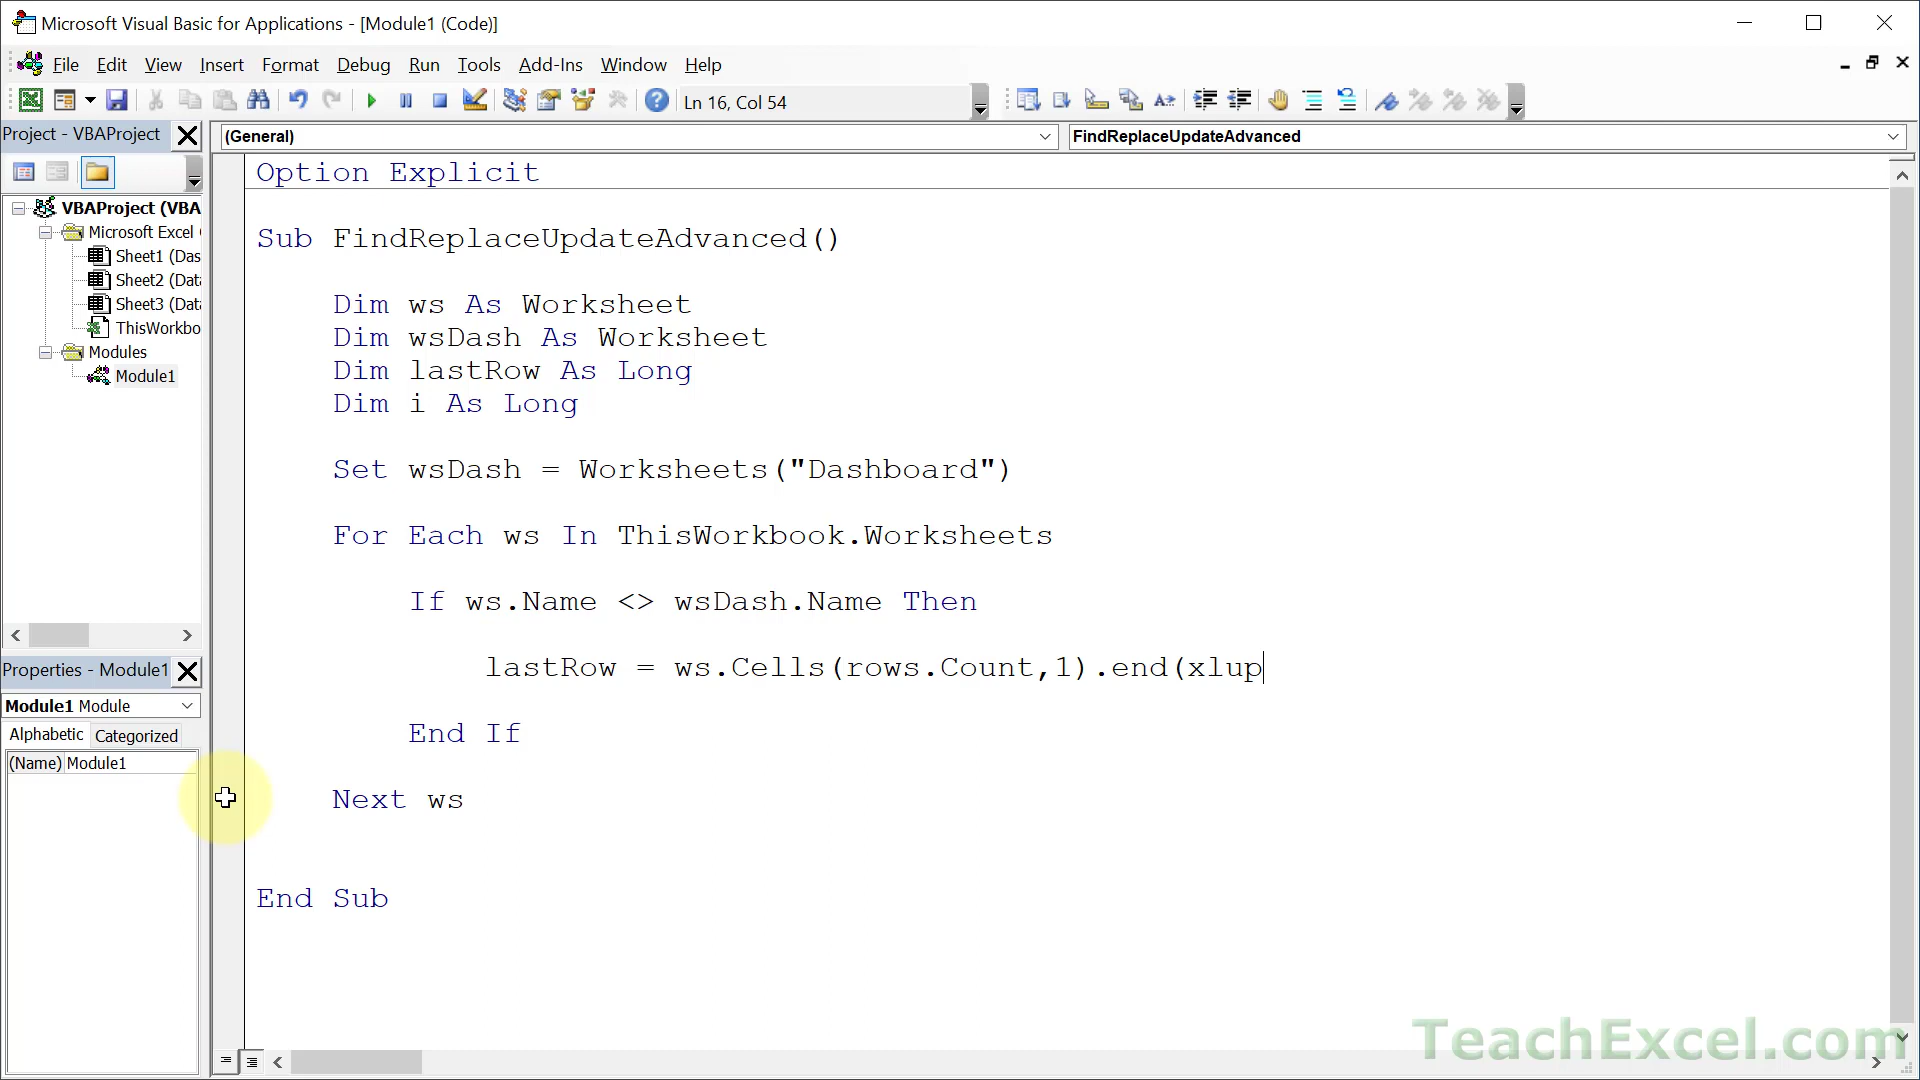 Microsoft Visual Basic for Applications - [Module1 (Code)]
File Edit View Insert Format Debug Run Tools Add-Ins Window Help
Ln 16, Col 54
Project - VBAProject
(General)
FindReplaceUpdateAdvanced
VBAProject (VBA
Microsoft Excel
Sheet1 (Das
Sheet2 (Data
Sheet3 (Data
ThisWorkbo
Modules
Module1
Properties - Module1
Module1 Module
Alphabetic Categorized
(Name) Module1
Option Explicit
Sub FindReplaceUpdateAdvanced()
Dim ws As Worksheet
Dim wsDash As Worksheet
Dim lastRow As Long
Dim i As Long
Set wsDash = Worksheets("Dashboard")
For Each ws In ThisWorkbook.Worksheets
If ws.Name <> wsDash.Name Then
lastRow = ws.Cells(rows.Count,1).end(xlup
End If
Next ws
End Sub
TeachExcel.com